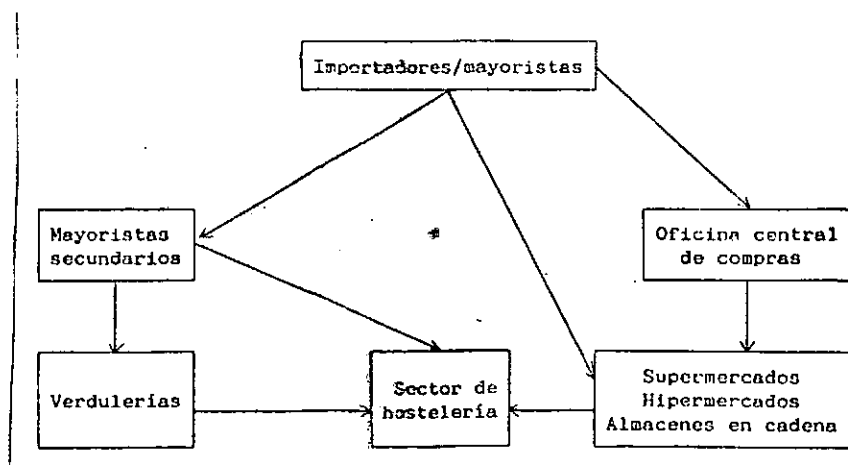 Importadores/mayoristas
Mayoristas
secundarios
Oficina central
de compras
Verdulerías
Sector de
hostelería
Supermercados
Hipermercados
Almacenes en cadena